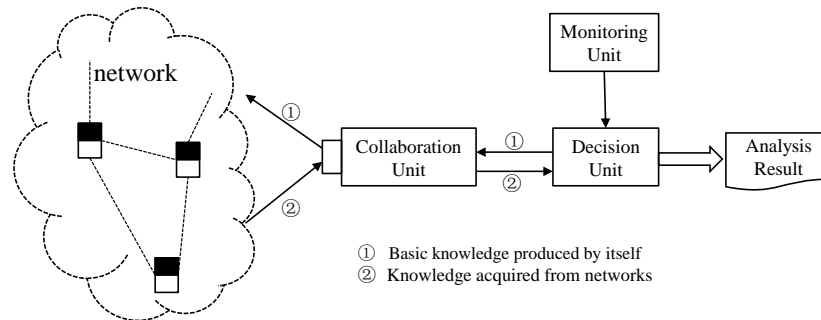 network
Monitoring
Unit
①
①
Collaboration
Unit
Decision
Unit
Analysis
Result
②
②
① Basic knowledge produced by itself
② Knowledge acquired from networks